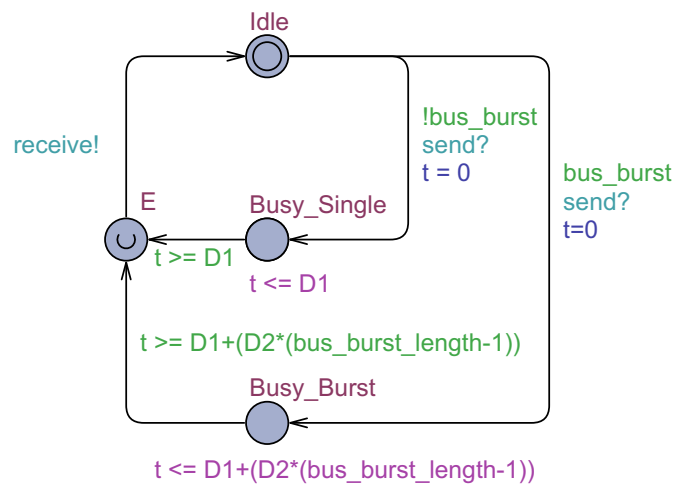 Idle
!bus_burst
send?
t = 0
receive!
bus_burst
send?
t=0
E
Busy_Single
t >= D1
t <= D1
t >= D1+(D2*(bus_burst_length-1))
Busy_Burst
t <= D1+(D2*(bus_burst_length-1))